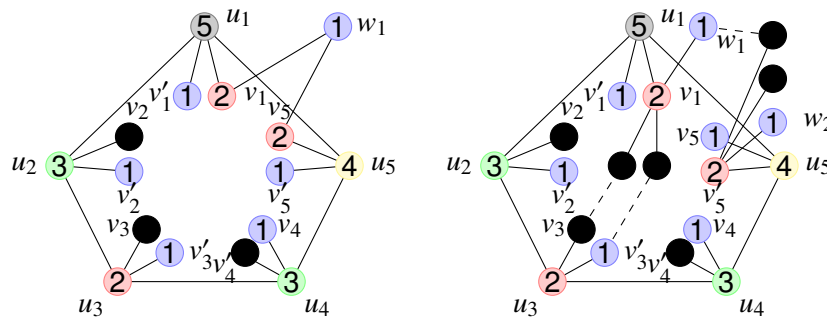 5 u₁ 1 w₁
v₂ v′₁ 1 2 v₁ v₅
2
u₂ 3 1 v′₂ 1 v′₅ 4 u₅
v₃ 1 v₄
1 v′₃ v′₄
u₃ 2 3 u₄
5 u₁ 1 w₁
v₂ v′₁ 1 2 v₁
v₅ 1 1 w₂
u₂ 3 1 v′₂ 2 v′₅ 4 u₅
v₃ 1 v₄
1 v′₃ v′₄
u₃ 2 3 u₄